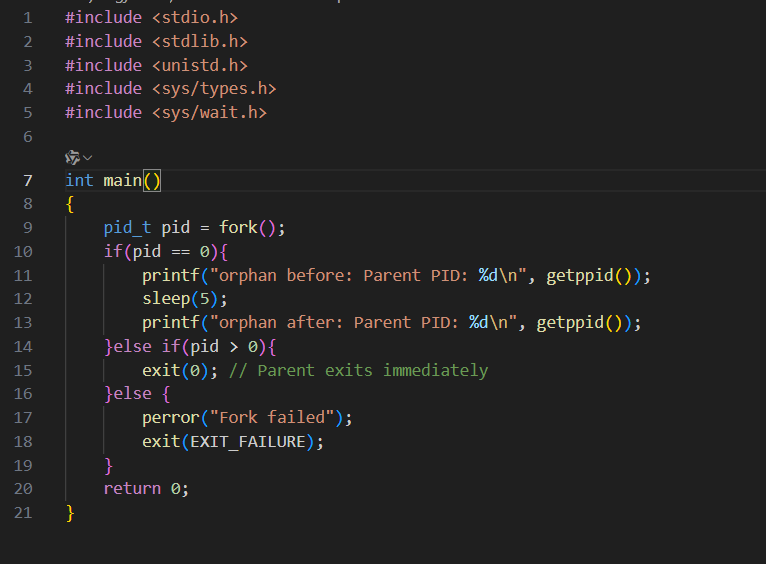 1 #include <stdio.h>
2 #include <stdlib.h>
3 #include <unistd.h>
4 #include <sys/types.h>
5 #include <sys/wait.h>
6
7 int main()
8 {
9     pid_t pid = fork();
10     if(pid == 0){
11         printf("orphan before: Parent PID: %d\n", getppid());
12         sleep(5);
13         printf("orphan after: Parent PID: %d\n", getppid());
14     }else if(pid > 0){
15         exit(0); // Parent exits immediately
16     }else {
17         perror("Fork failed");
18         exit(EXIT_FAILURE);
19     }
20     return 0;
21 }